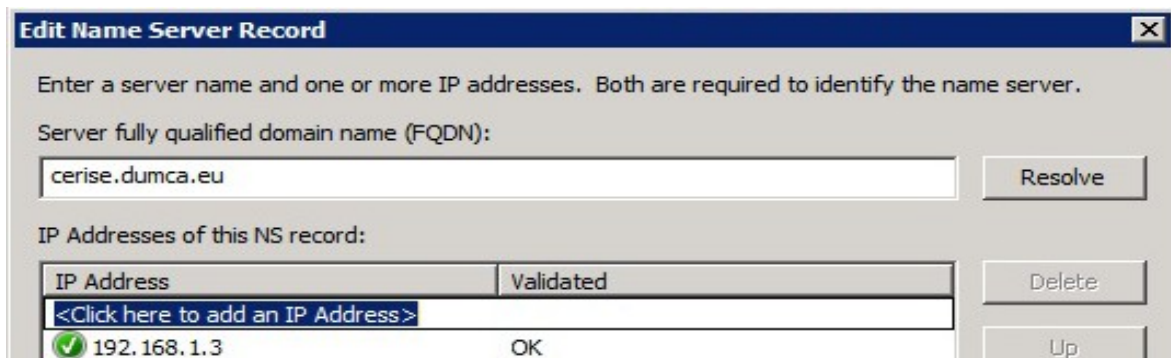 Edit Name Server Record
Enter a server name and one or more IP addresses.  Both are required to identify the name server.
Server fully qualified domain name (FQDN):
cerise.dumca.eu
Resolve
IP Addresses of this NS record:
IP Address Validated
Delete
<Click here to add an IP Address>
192.168.1.3 OK
Up